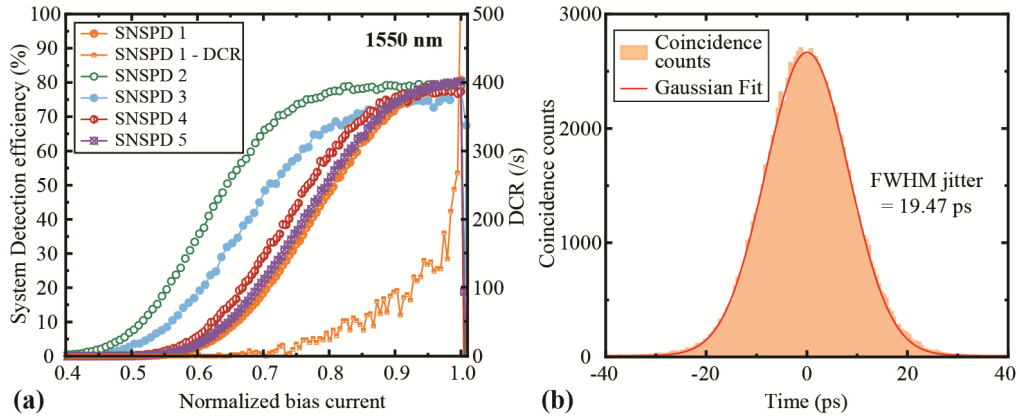 1550 nm
SNSPD 1
SNSPD 1 - DCR
SNSPD 2
SNSPD 3
SNSPD 4
SNSPD 5
System Detection efficiency (%)
100
90
80
70
60
50
40
30
20
10
0
DCR (/s)
500
400
300
200
100
0
0.4 0.5 0.6 0.7 0.8 0.9 1.0
Normalized bias current
(a)
Coincidence
counts
Gaussian Fit
FWHM jitter
= 19.47 ps
Coincidence counts
3000
2000
1000
0
-40 -20 0 20 40
Time (ps)
(b)